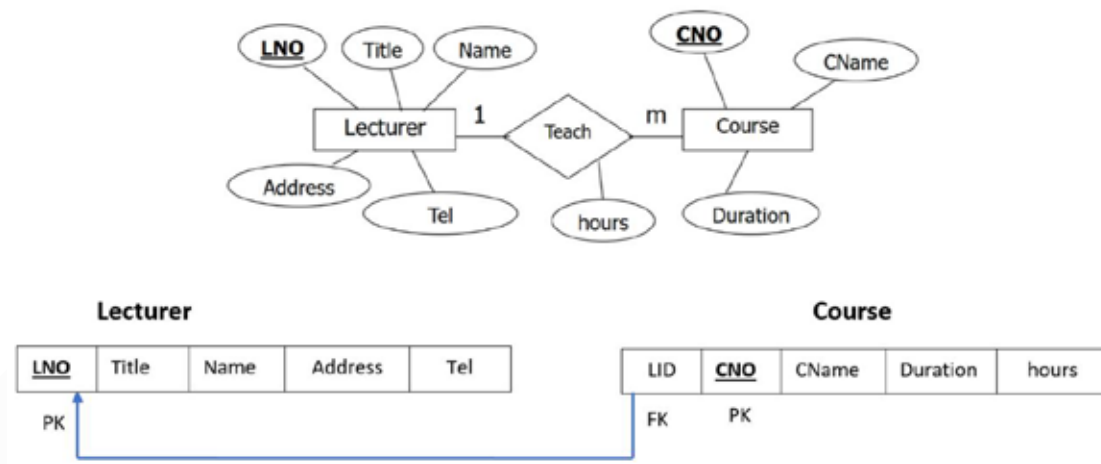 LNO Title Name CNO CName
Lecturer 1 Teach m Course
Address Tel hours Duration
Lecturer Course
LNO Title Name Address Tel LID CNO CName Duration hours
PK FK PK